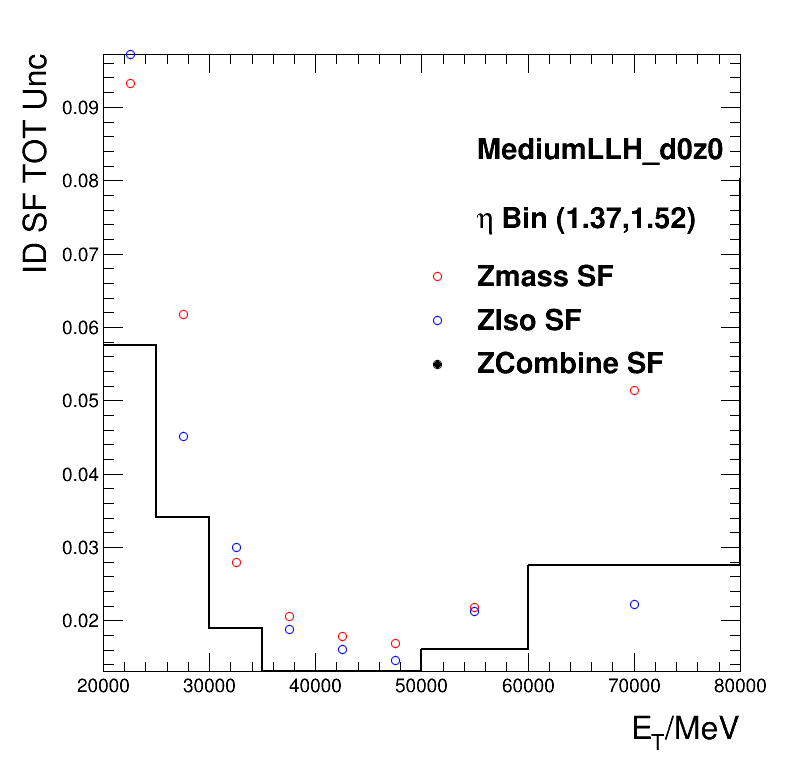 ID SF TOT Unc
0.09
0.08
0.07
0.06
0.05
0.04
0.03
0.02
MediumLLH_d0z0
η Bin (1.37,1.52)
Zmass SF
ZIso SF
ZCombine SF
20000 30000 40000 50000 60000 70000 80000
E_T/MeV